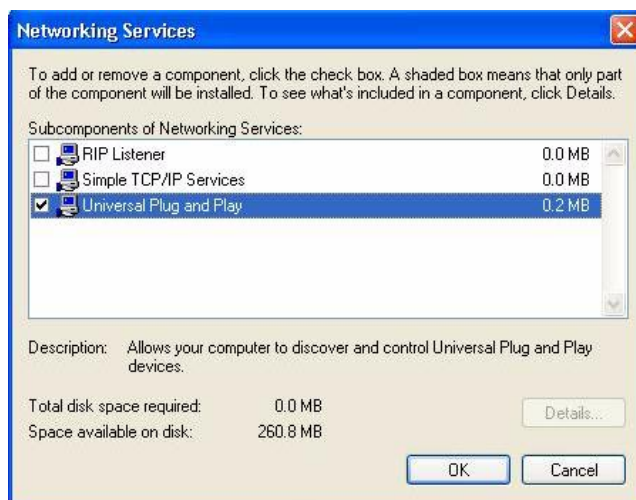 Networking Services
To add or remove a component, click the check box. A shaded box means that only part
of the component will be installed. To see what's included in a component, click Details.
Subcomponents of Networking Services:
RIP Listener 0.0 MB
Simple TCP/IP Services 0.0 MB
Universal Plug and Play 0.2 MB
Description: Allows your computer to discover and control Universal Plug and Play
devices.
Total disk space required: 0.0 MB
Details...
Space available on disk: 260.8 MB
OK Cancel